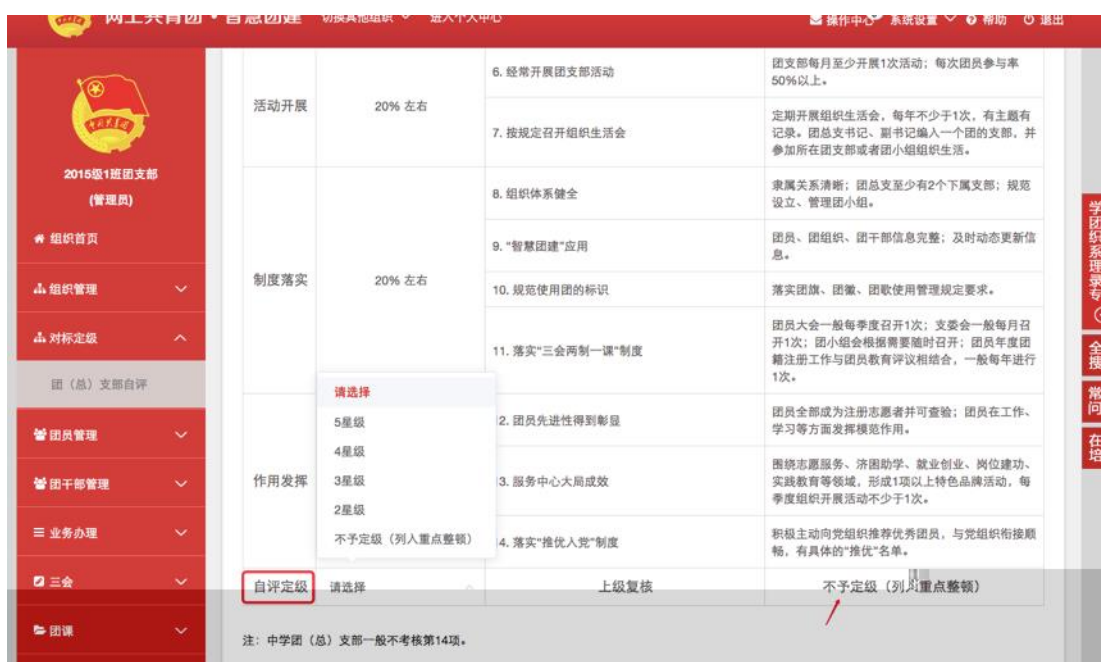 网上共青团·智慧团建
切换其他组织
进入个人中心
操作中心
系统设置
帮助
退出
2015级1班团支部
(管理员)
组织首页
组织管理
对标定级
团（总）支部自评
团员管理
团干部管理
业务办理
三会
团课
活动开展
20% 左右
6. 经常开展团支部活动
团支部每月至少开展1次活动；每次团员参与率
50%以上。
7. 按规定召开组织生活会
定期开展组织生活会，每年不少于1次，有主题有
记录。团总支书记、副书记编入一个团的支部，并
参加所在团支部或者团小组组织生活。
制度落实
20% 左右
8. 组织体系健全
隶属关系清晰；团总支至少有2个下属支部；规范
设立、管理团小组。
9. “智慧团建”应用
团员、团组织、团干部信息完整；及时动态更新信
息。
10. 规范使用团的标识
落实团旗、团徽、团歌使用管理规定要求。
11. 落实“三会两制一课”制度
团员大会一般每季度召开1次；支委会一般每月召
开1次；团小组会根据需要随时召开；团员年度团
籍注册工作与团员教育评议相结合，一般每年进行
1次。
作用发挥
请选择
5星级
4星级
3星级
2星级
不予定级（列入重点整顿）
2. 团员先进性得到彰显
团员全部成为注册志愿者并可查验；团员在工作、
学习等方面发挥模范作用。
3. 服务中心大局成效
围绕志愿服务、济困助学、就业创业、岗位建功、
实践教育等领域，形成1项以上特色品牌活动，每
季度组织开展活动不少于1次。
4. 落实“推优入党”制度
积极主动向党组织推荐优秀团员，与党组织衔接顺
畅，有具体的“推优”名单。
自评定级
请选择
上级复核
不予定级（列入重点整顿）
注：中学团（总）支部一般不考核第14项。